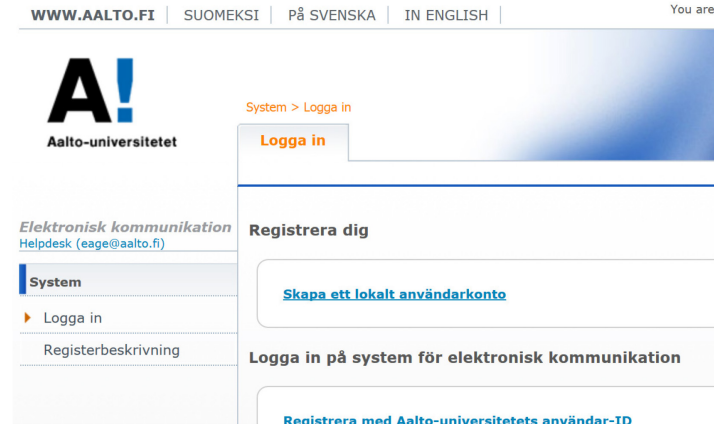 WWW.AALTO.FI SUOMEKSI På SVENSKA IN ENGLISH You are
A!
Aalto-universitetet
System > Logga in
Logga in
Elektronisk kommunikation
Helpdesk (eage@aalto.fi)
System
Logga in
Registerbeskrivning
Registrera dig
Skapa ett lokalt användarkonto
Logga in på system för elektronisk kommunikation
Registrera med Aalto-universitetets användar-ID